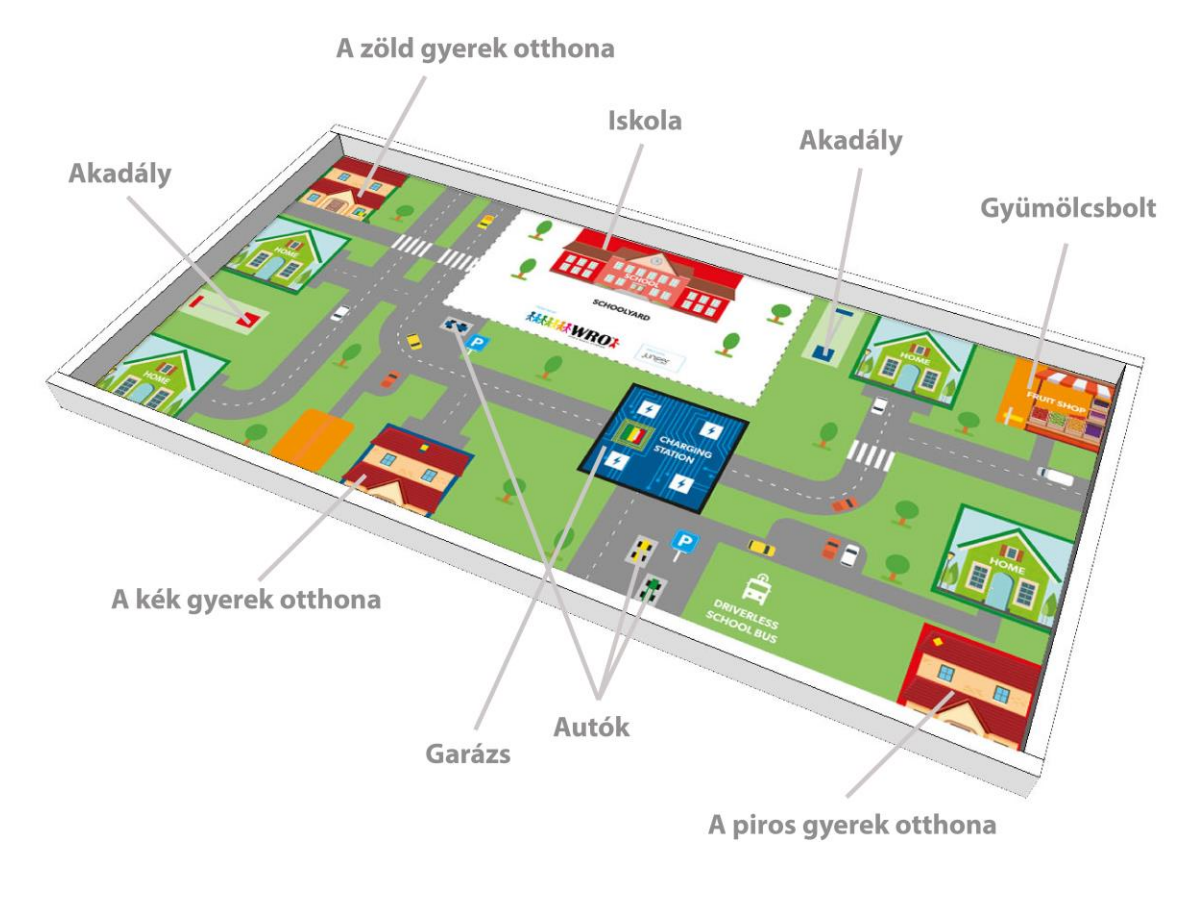 A zöld gyerek otthona
Iskola
Akadály
Akadály
Gyümölcsbolt
HOME
SCHOOL
SCHOOLYARD
WRO
juniper
HOME
P
HOME
FRUIT SHOP
CHARGING
STATION
HOME
P
DRIVERLESS
SCHOOL BUS
A kék gyerek otthona
Autók
Garázs
A piros gyerek otthona